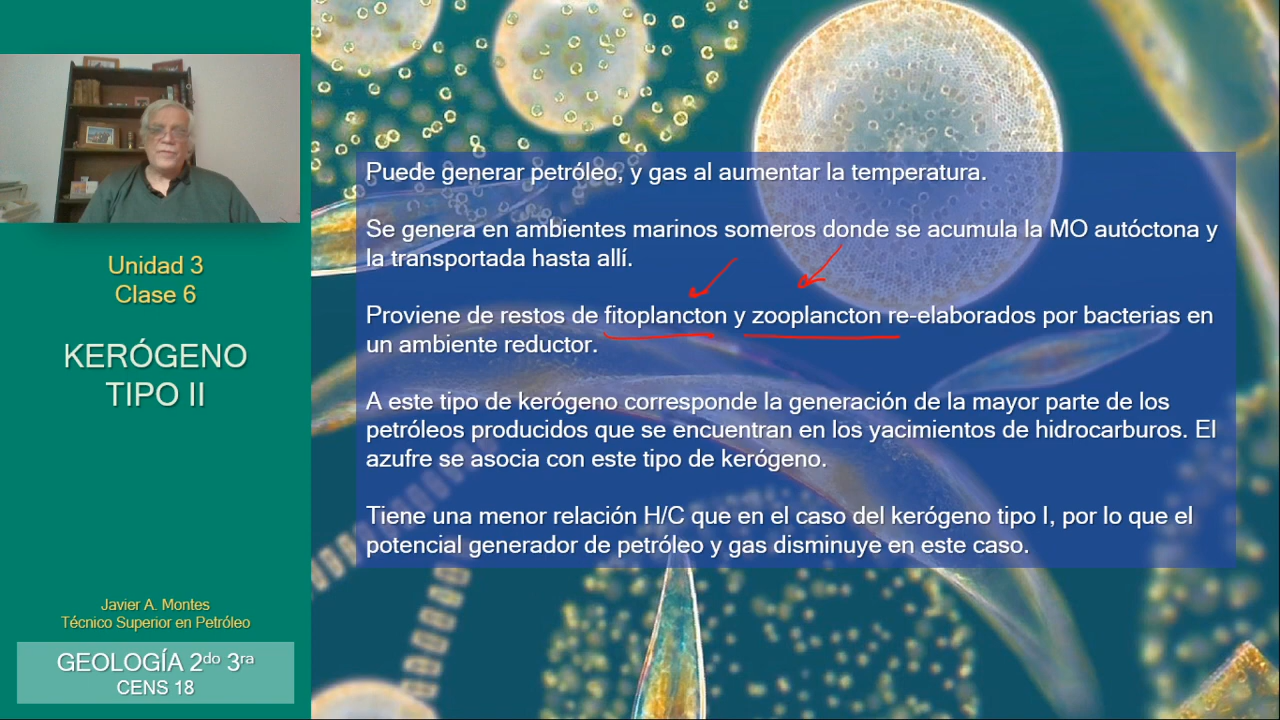 Unidad 3
Clase 6
KERÓGENO
TIPO II
Javier A. Montes
Técnico Superior en Petróleo
GEOLOGÍA 2do 3ra
CENS 18
Puede generar petróleo, y gas al aumentar la temperatura.
Se genera en ambientes marinos someros donde se acumula la MO autóctona y
la transportada hasta allí.
Proviene de restos de fitoplancton y zooplancton re-elaborados por bacterias en
un ambiente reductor.
A este tipo de kerógeno corresponde la generación de la mayor parte de los
petróleos producidos que se encuentran en los yacimientos de hidrocarburos. El
azufre se asocia con este tipo de kerógeno.
Tiene una menor relación H/C que en el caso del kerógeno tipo I, por lo que el
potencial generador de petróleo y gas disminuye en este caso.